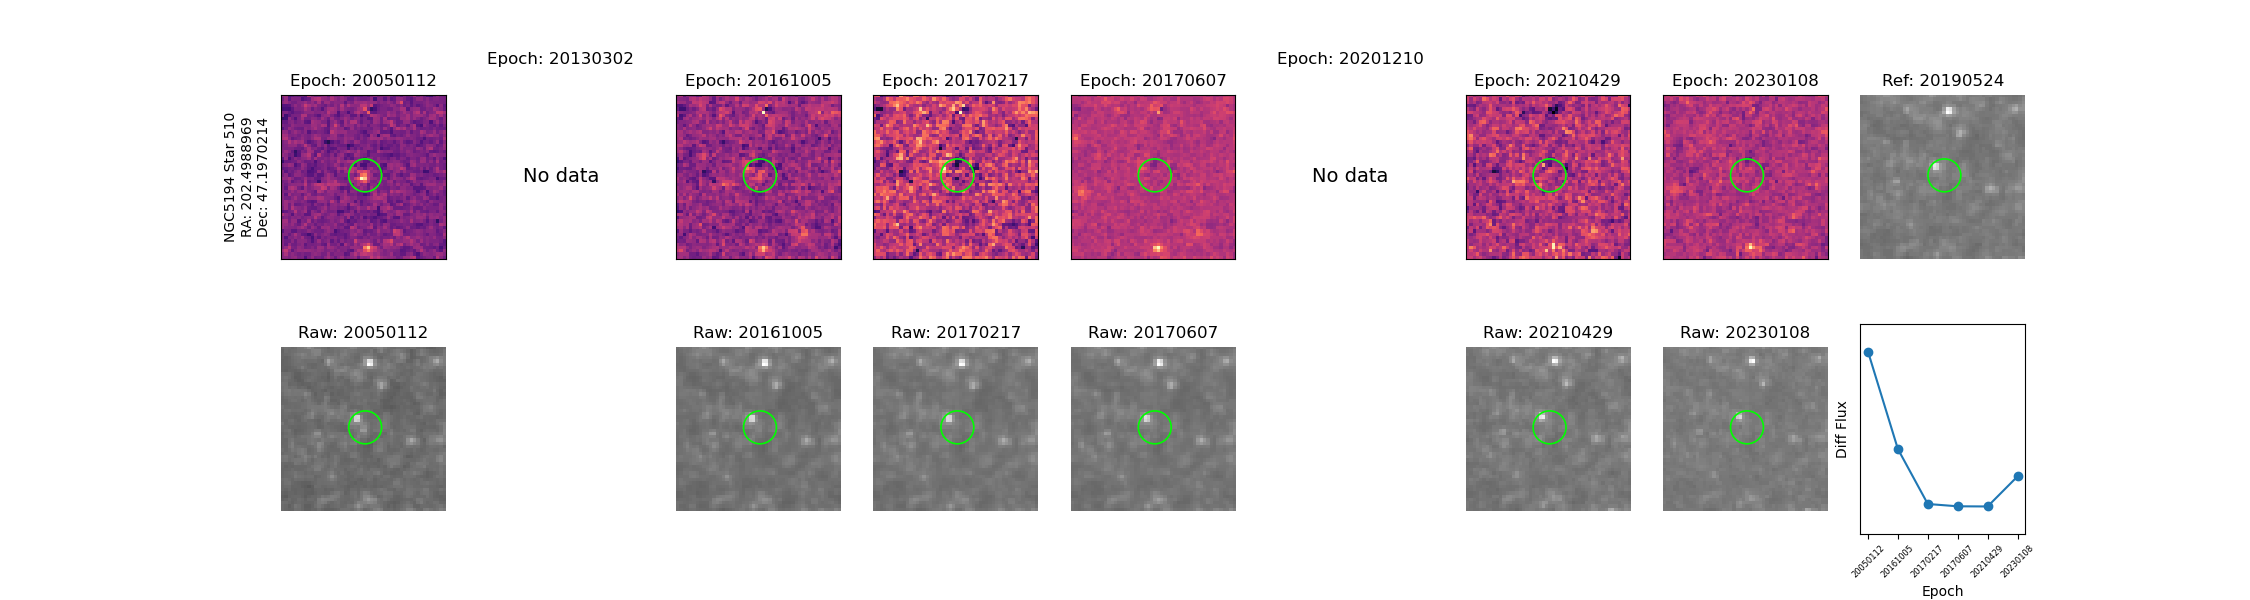 Epoch: 20130302
Epoch: 20201210
Epoch: 20050112
Epoch: 20161005
Epoch: 20170217
Epoch: 20170607
Epoch: 20210429
Epoch: 20230108
Ref: 20190524
NGC5194 Star 510
RA: 202.4988969
Dec: 47.1970214
No data
No data
Raw: 20050112
Raw: 20161005
Raw: 20170217
Raw: 20170607
Raw: 20210429
Raw: 20230108
Diff Flux
20050112
20161005
20170217
20170607
20210429
20230108
Epoch